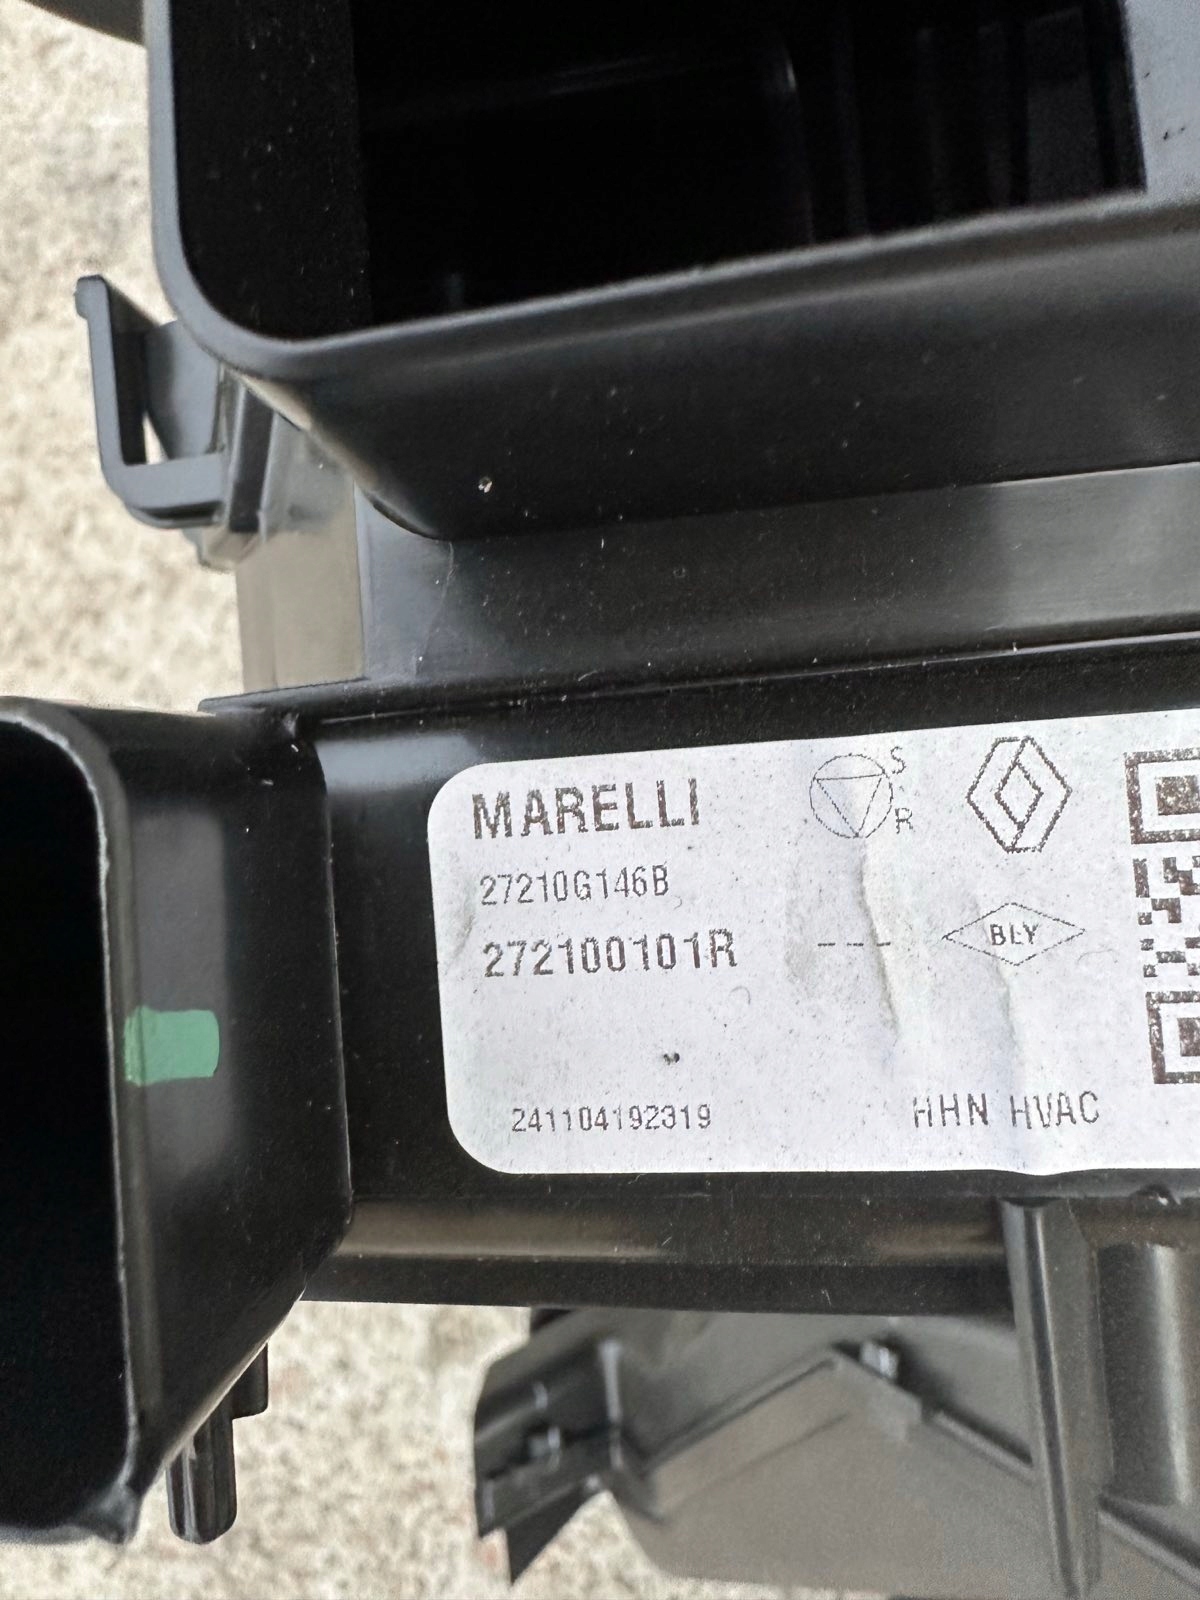 MARELLI
S
R
27210G146B
272100101R
---
BLY
241104192319
HHN HVAC